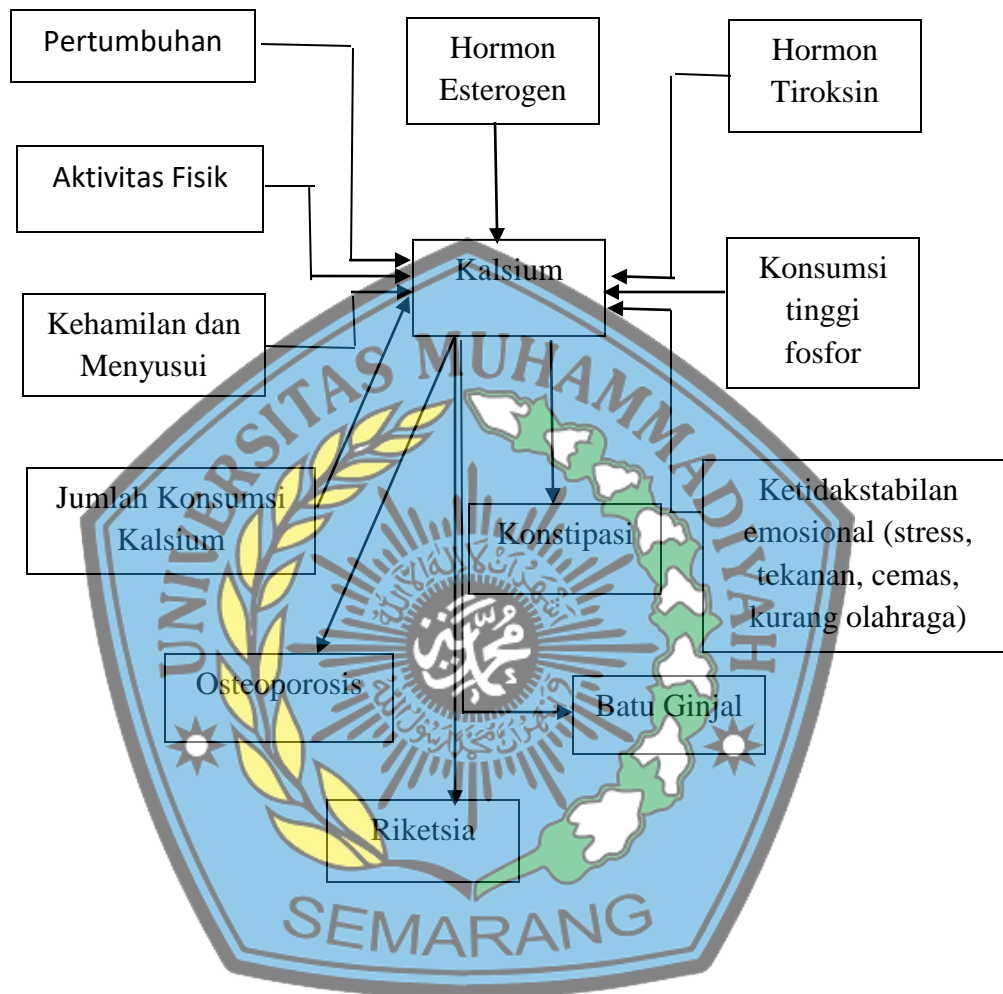 Pertumbuhan
Hormon
Esterogen
Hormon
Tiroksin
Aktivitas Fisik
Kalsium
Konsumsi
tinggi
fosfor
Kehamilan dan
Menyusui
UNIVERSITAS MUHAMMADIYAH
Jumlah Konsumsi
Kalsium
Konstipasi
Ketidakstabilan
emosional (stress,
tekanan, cemas,
kurang olahraga)
محمد
Osteoporosis
Batu Ginjal
Riketsia
SEMARANG